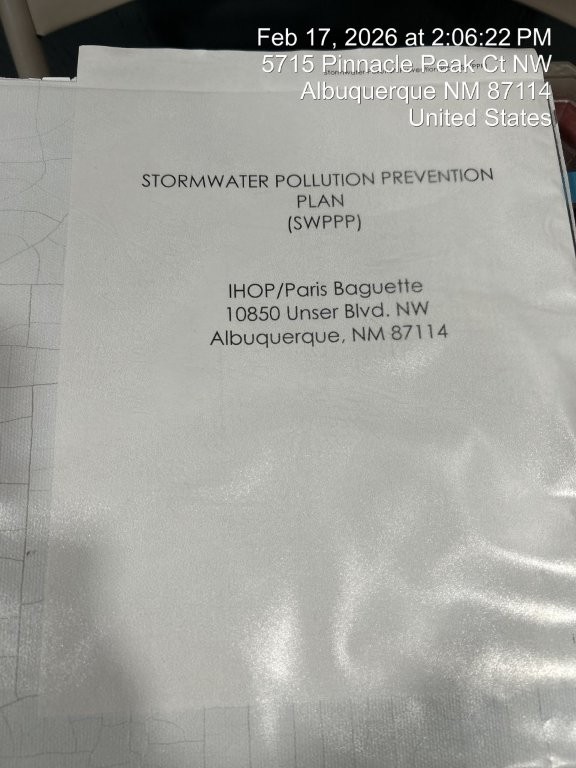 Feb 17, 2026 at 2:06:22 PM
5715 Pinnacle Peak Ct NW
Albuquerque NM 87114
United States
STORMWATER POLLUTION PREVENTION
PLAN
(SWPPP)
IHOP/Paris Baguette
10850 Unser Blvd. NW
Albuquerque, NM 87114